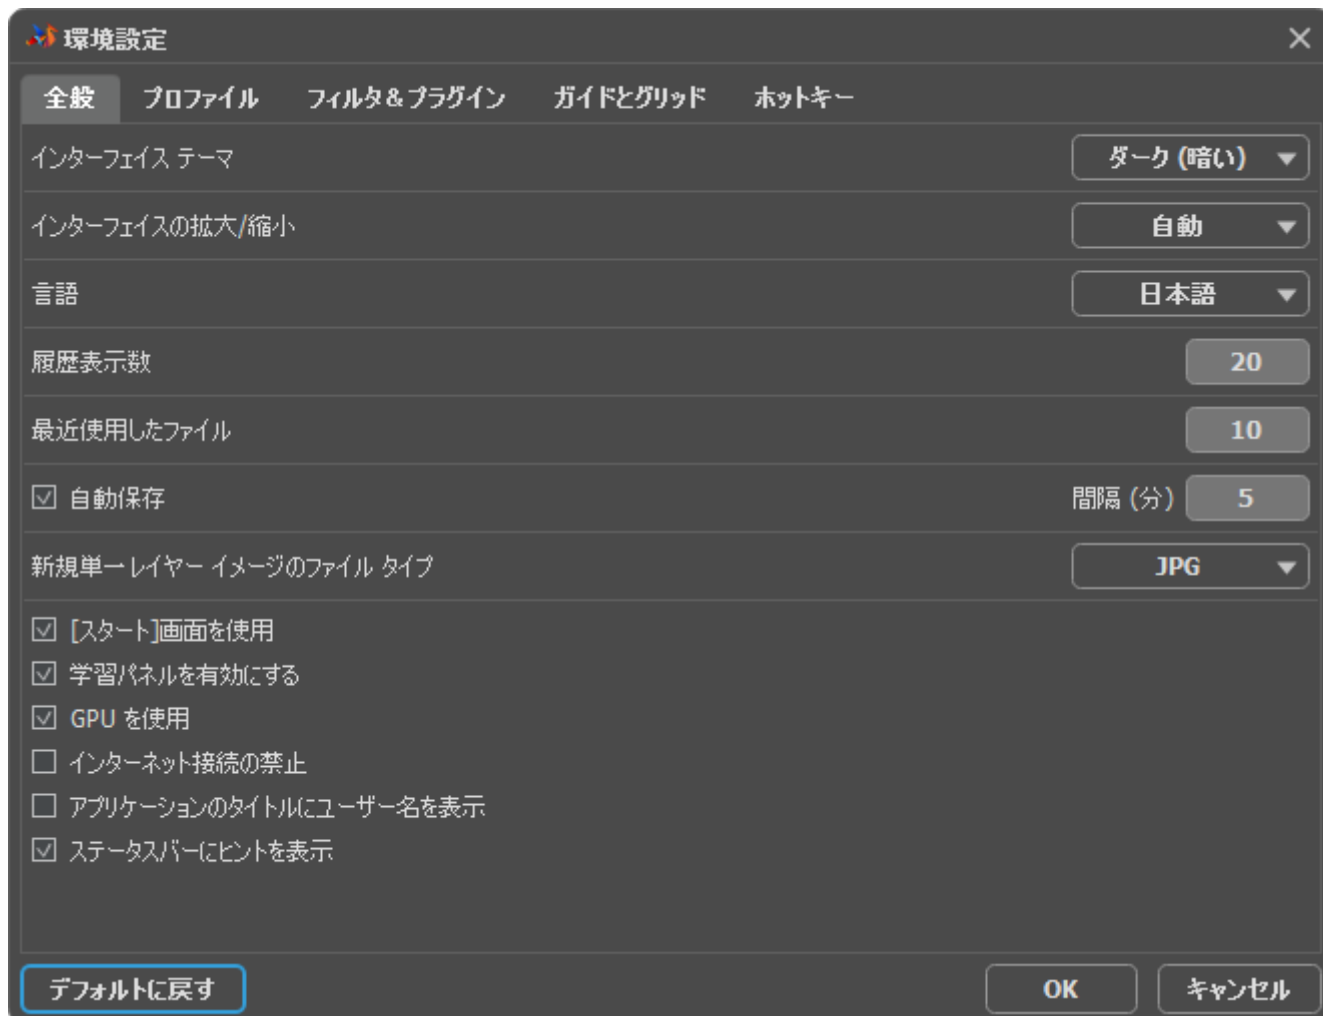 環境設定
全般 プロファイル フィルタ&プラグイン ガイドとグリッド ホットキー
インターフェイス テーマ ダーク (暗い)
インターフェイスの拡大/縮小 自動
言語 日本語
履歴表示数 20
最近使用したファイル 10
自動保存 間隔 (分) 5
新規単一レイヤー イメージのファイル タイプ JPG
[スタート]画面を使用
学習パネルを有効にする
GPU を使用
インターネット接続の禁止
アプリケーションのタイトルにユーザー名を表示
ステータスバーにヒントを表示
デフォルトに戻す OK キャンセル